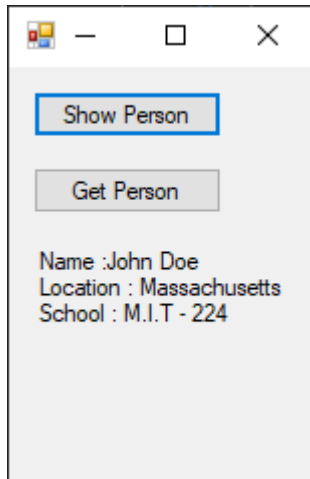 Show Person
Get Person
Name :John Doe
Location : Massachusetts
School : M.I.T - 224